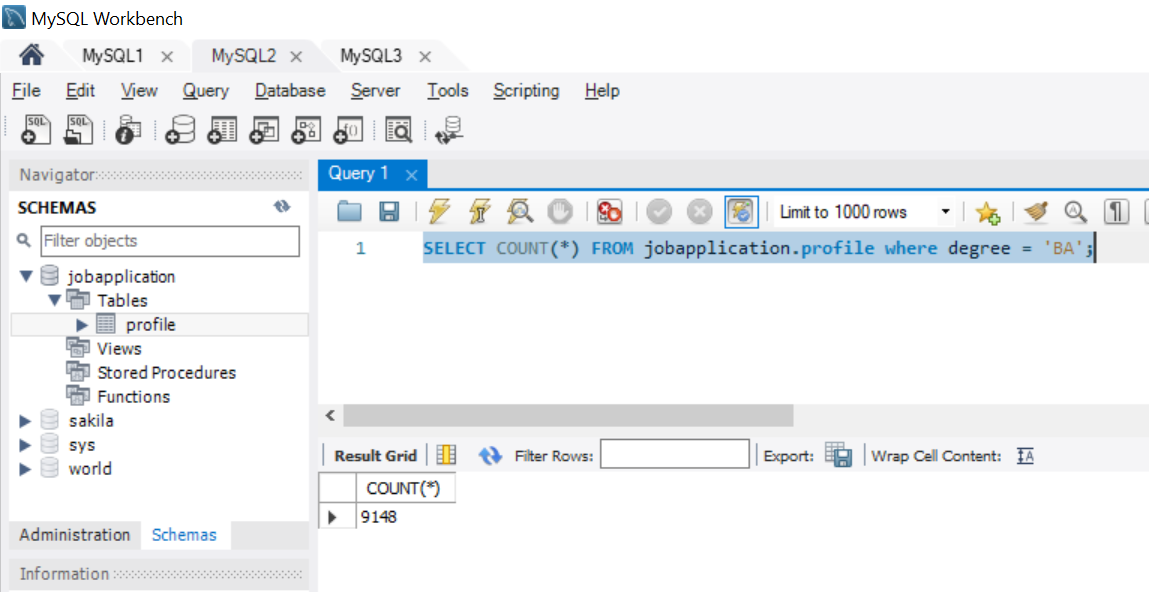 MySQL Workbench
MySQL1 MySQL2 MySQL3
File Edit View Query Database Server Tools Scripting Help
SQL SQL
Navigator
SCHEMAS
Filter objects
jobapplication
Tables
profile
Views
Stored Procedures
Functions
sakila
sys
world
Administration Schemas
Information
Query 1
Limit to 1000 rows
1 SELECT COUNT(*) FROM jobapplication.profile where degree = 'BA';
Result Grid Filter Rows: Export: Wrap Cell Content:
COUNT(*)
9148